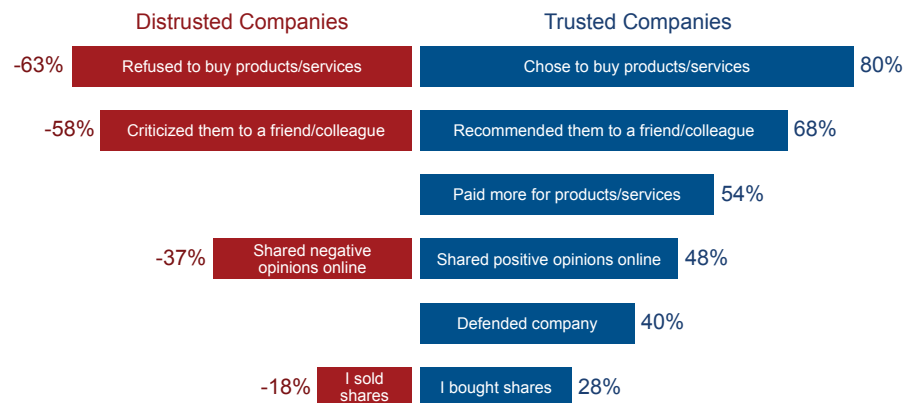 Distrusted Companies Trusted Companies
-63% Refused to buy products/services Chose to buy products/services 80%
-58% Criticized them to a friend/colleague Recommended them to a friend/colleague 68%
Paid more for products/services 54%
-37% Shared negative
opinions online Shared positive opinions online 48%
Defended company 40%
-18% I sold
shares I bought shares 28%